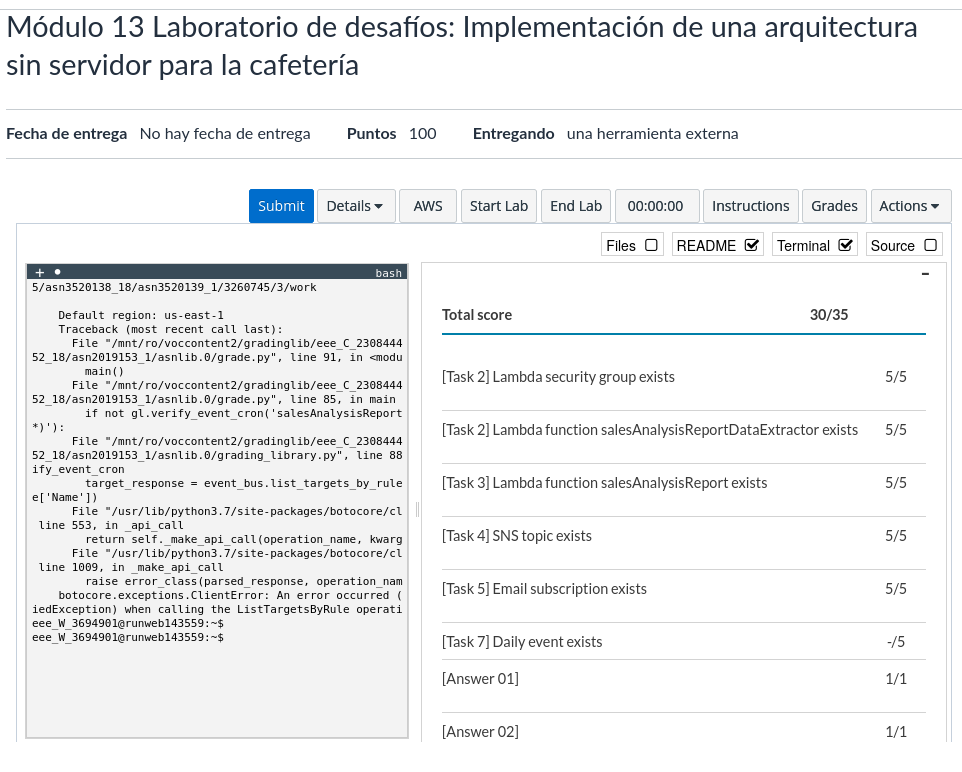 Módulo 13 Laboratorio de desafíos: Implementación de una arquitectura
sin servidor para la cafetería
Fecha de entrega No hay fecha de entrega Puntos 100 Entregando una herramienta externa
Submit Details AWS Start Lab End Lab 00:00:00 Instructions Grades Actions
Files README Terminal Source
+ bash
5/asn3520138_18/asn3520139_1/3260745/3/work
Default region: us-east-1
Traceback (most recent call last):
File "/mnt/ro/voccontent2/gradinglib/eee_C_2308444
52_18/asn2019153_1/asnlib.0/grade.py", line 91, in <modu
main()
File "/mnt/ro/voccontent2/gradinglib/eee_C_2308444
52_18/asn2019153_1/asnlib.0/grade.py", line 85, in main
if not gl.verify_event_cron('salesAnalysisReport
*)'):
File "/mnt/ro/voccontent2/gradinglib/eee_C_2308444
52_18/asn2019153_1/asnlib.0/grading_library.py", line 88
ify_event_cron
target_response = event_bus.list_targets_by_rule
e['Name'])
File "/usr/lib/python3.7/site-packages/botocore/cl
line 553, in _api_call
return self._make_api_call(operation_name, kwarg
File "/usr/lib/python3.7/site-packages/botocore/cl
line 1009, in _make_api_call
raise error_class(parsed_response, operation_nam
botocore.exceptions.ClientError: An error occurred (
iedException) when calling the ListTargetsByRule operati
eee_W_3694901@runweb143559:~$
eee_W_3694901@runweb143559:~$
Total score 30/35
[Task 2] Lambda security group exists 5/5
[Task 2] Lambda function salesAnalysisReportDataExtractor exists 5/5
[Task 3] Lambda function salesAnalysisReport exists 5/5
[Task 4] SNS topic exists 5/5
[Task 5] Email subscription exists 5/5
[Task 7] Daily event exists -/5
[Answer 01] 1/1
[Answer 02] 1/1